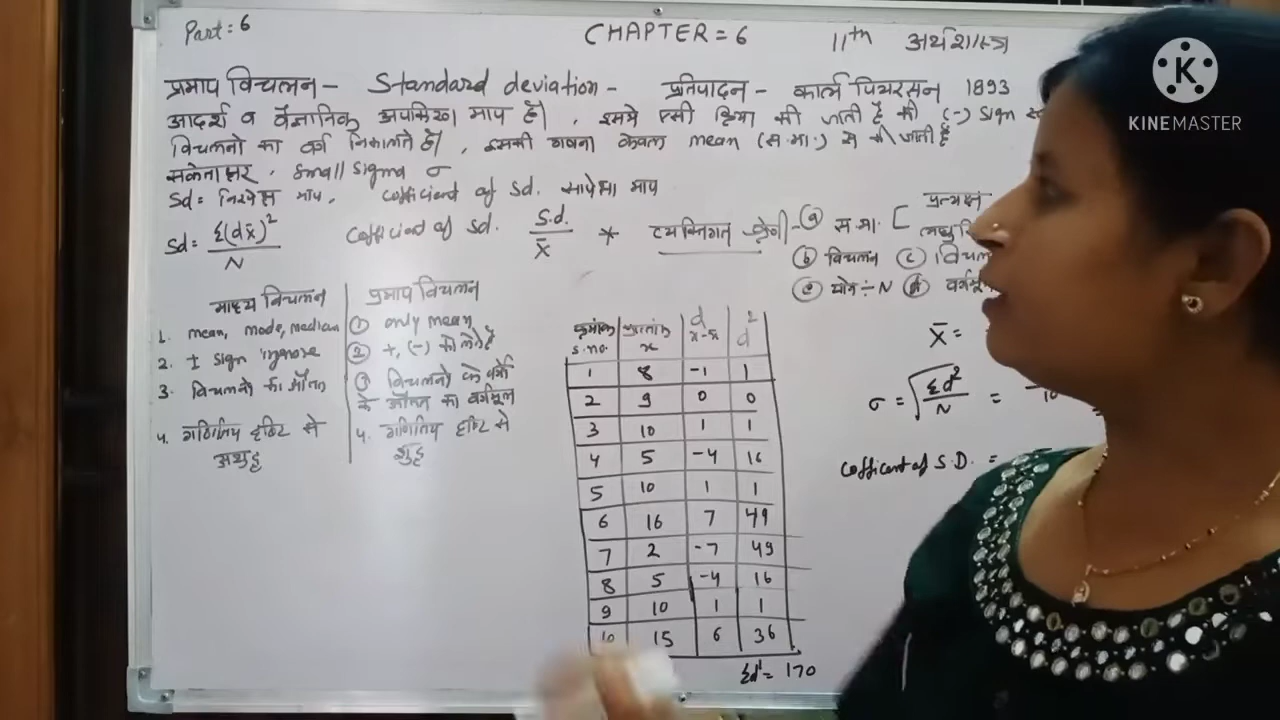 Part: 6
CHAPTER = 6
11th अर्थशास्त्र
प्रमाप विचलन - Standard deviation - प्रतिपादन - कार्ल पियरसन 1893
आदर्श व वैज्ञानिक अपकिरण माप है। इसमे एसी क्रिया की जाती है की (-) Sign
विचलनो का वर्ग निकालते है। इसकी गणना केवल mean (स.मा.) से की जाती है
संकेताक्षर, Small Sigma σ
Sd = निरपेक्ष माप, cofficiend of Sd. सापेक्ष माप
Sd = Σ(dx̄)² / N
Cofficiend of Sd. S.d. / X̄
* व्यक्तिगत श्रेणी - (a) स.मा. [ प्रत्यक्ष
(b) विचलन (c)
(e) योग ÷ N (d)
माध्य विचलन | प्रमाप विचलन
1. mean, mode, median | ① only mean
2. ± sign ignore | ② +, (-) को लेते है
3. विचलनो का औसत | ③ विचलनो के वर्गो के औसत का वर्गमूल
4. गणितिय दृष्टि से अशुद्ध | 4. गणितिय दृष्टि से शुद्ध
क्रमांक s.no. | प्राप्तांक x | d x-x̄ | d²
1 | 8 | -1 | 1
2 | 9 | 0 | 0
3 | 10 | 1 | 1
4 | 5 | -4 | 16
5 | 10 | 1 | 1
6 | 16 | 7 | 49
7 | 2 | -7 | 49
8 | 5 | -4 | 16
9 | 10 | 1 | 1
10 | 15 | 6 | 36
Σd² = 170
X̄ =
σ = √Σd²/N = 10
Cofficent of S.D. =
K
KINEMASTER